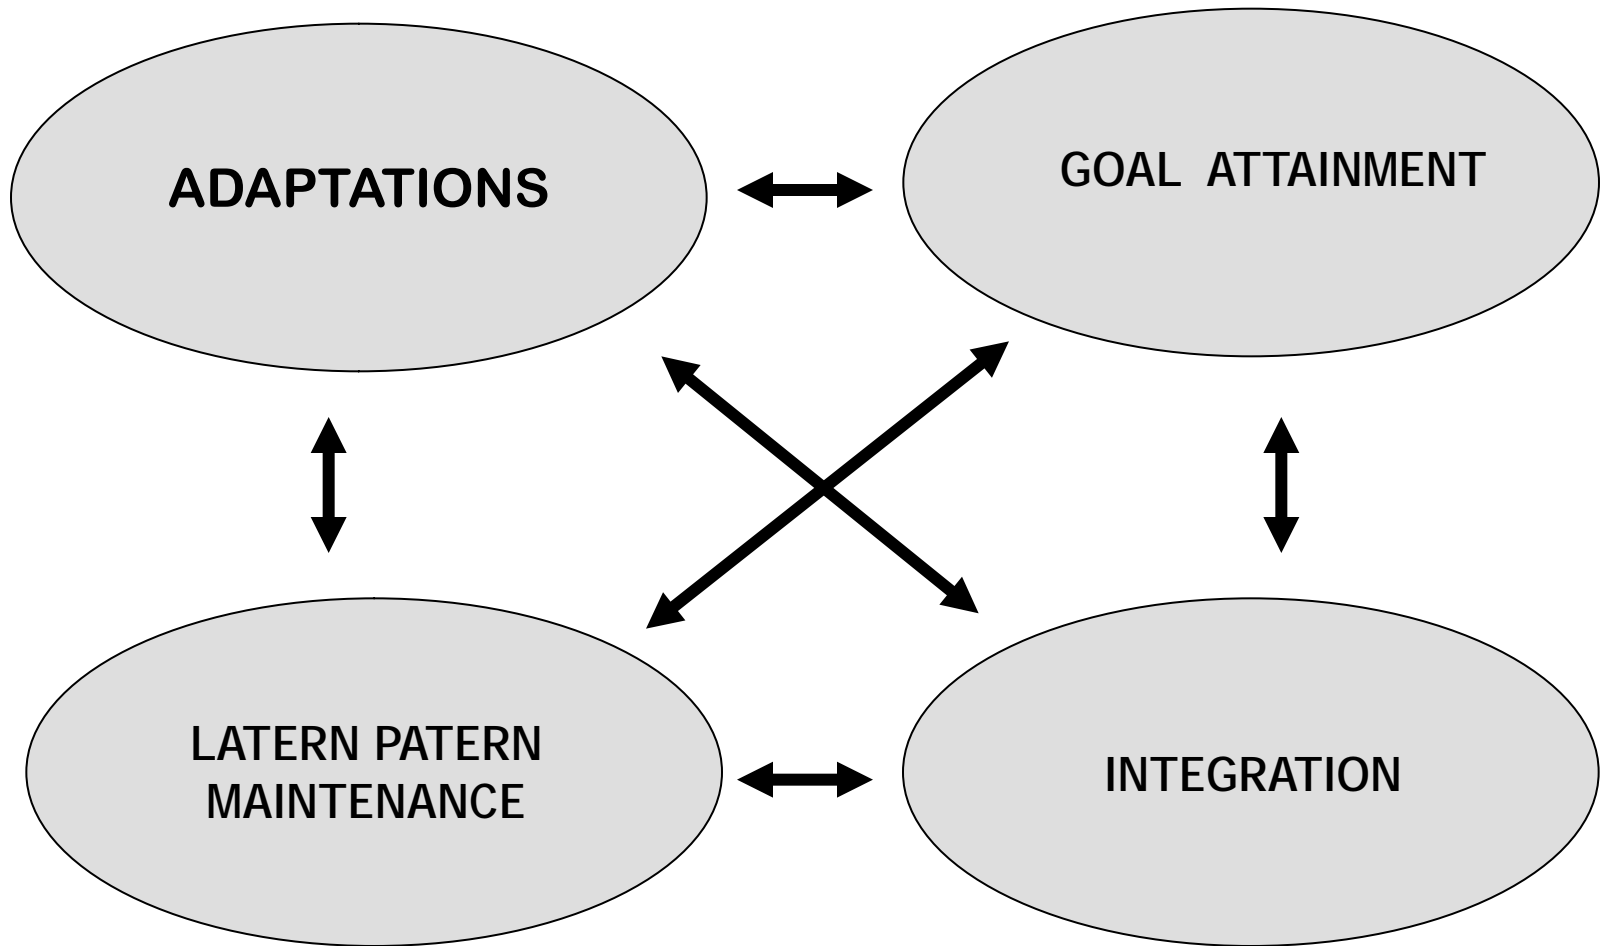 ADAPTATIONS
GOAL ATTAINMENT
LATERN PATERN
MAINTENANCE
INTEGRATION